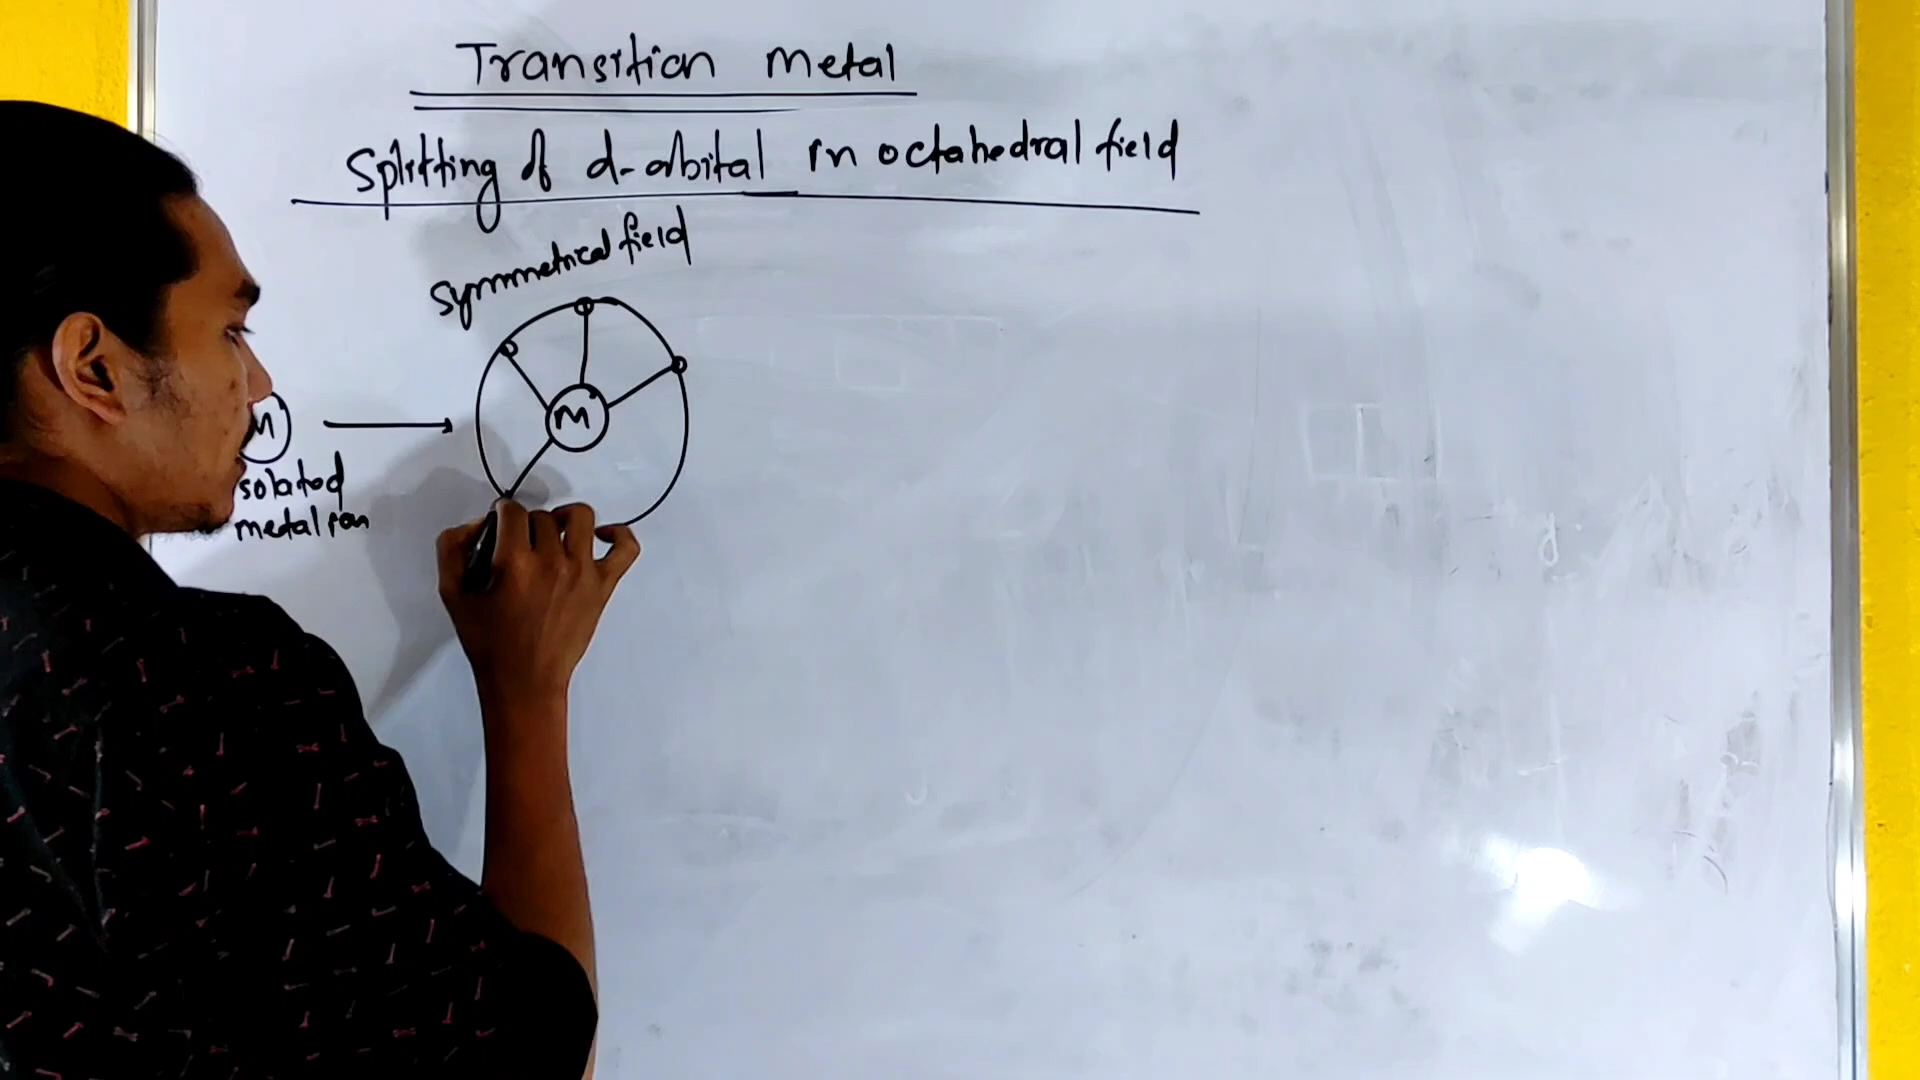 Transition metal
Splitting of d-orbital in octahedral field
symmetrical field
M
M
solated
metal ion